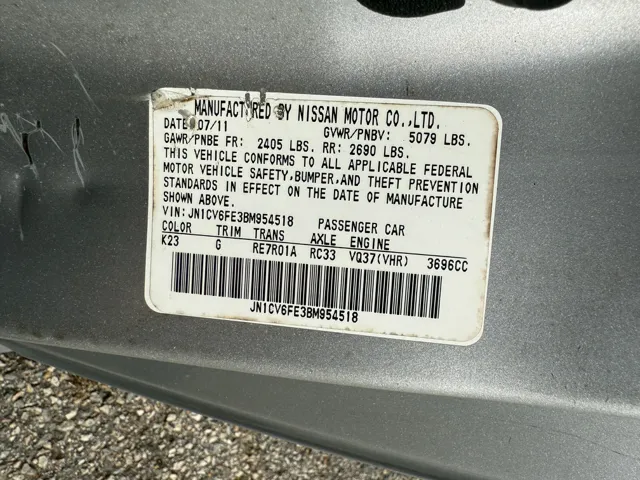 MANUFACTURED BY NISSAN MOTOR CO.,LTD.
DATE 07/11 GVWR/PNBV: 5079 LBS.
GAWR/PNBE FR: 2405 LBS. RR: 2690 LBS.
THIS VEHICLE CONFORMS TO ALL APPLICABLE FEDERAL
MOTOR VEHICLE SAFETY,BUMPER,AND THEFT PREVENTION
STANDARDS IN EFFECT ON THE DATE OF MANUFACTURE
SHOWN ABOVE.
VIN: JN1CV6FE3BM954518 PASSENGER CAR
COLOR TRIM TRANS AXLE ENGINE
K23 G RE7R01A RC33 VQ37(VHR) 3696CC
JN1CV6FE3BM954518